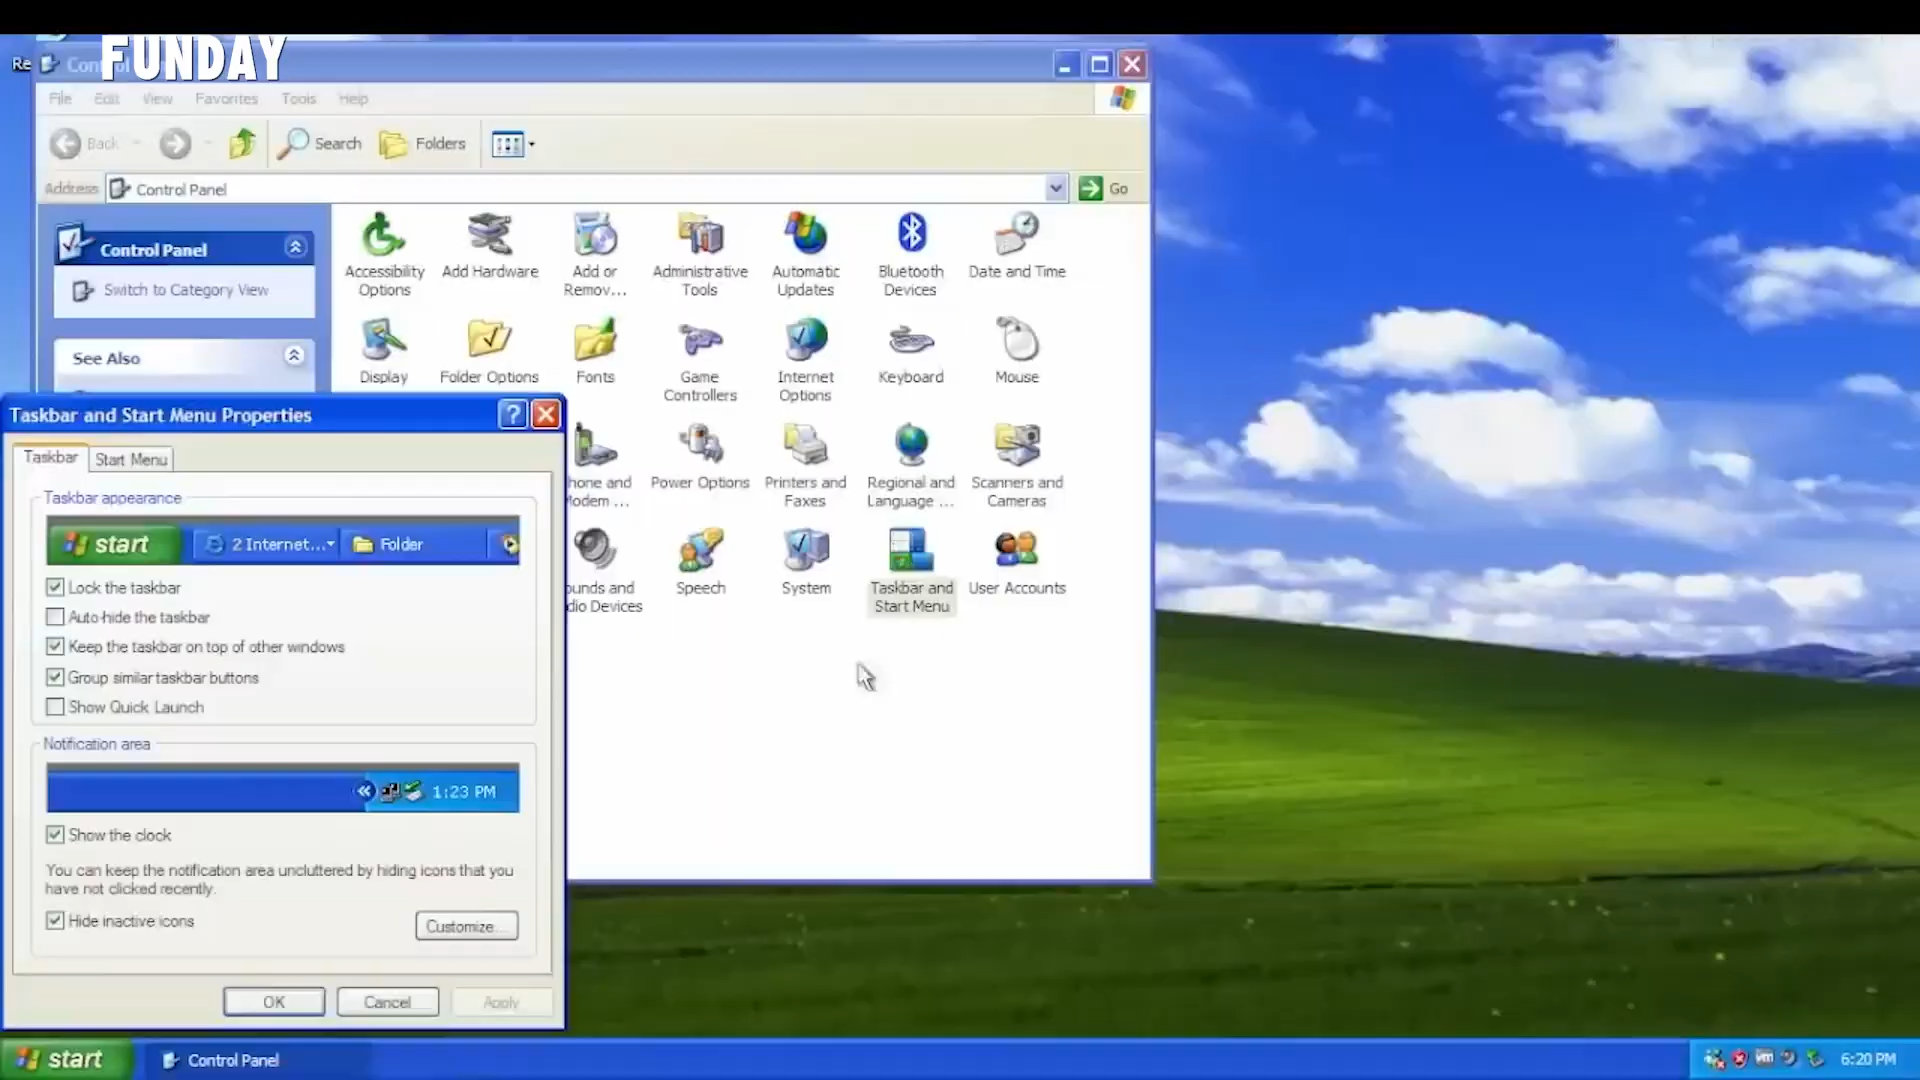 FUNDAY
Re
File Edit View Favorites Tools Help
Back Search Folders
Address Control Panel Go
Control Panel
Switch to Category View
See Also
Accessibility
Options
Add Hardware
Add or
Remov...
Administrative
Tools
Automatic
Updates
Bluetooth
Devices
Date and Time
Display
Folder Options
Fonts
Game
Controllers
Internet
Options
Keyboard
Mouse
hone and
Modem ...
Power Options
Printers and
Faxes
Regional and
Language ...
Scanners and
Cameras
ounds and
dio Devices
Speech
System
Taskbar and
Start Menu
User Accounts
Taskbar and Start Menu Properties
Taskbar Start Menu
Taskbar appearance
start 2 Internet... Folder
Lock the taskbar
Auto-hide the taskbar
Keep the taskbar on top of other windows
Group similar taskbar buttons
Show Quick Launch
Notification area
1:23 PM
Show the clock
You can keep the notification area uncluttered by hiding icons that you
have not clicked recently.
Hide inactive icons
Customize...
OK Cancel Apply
start Control Panel vm 6:20 PM